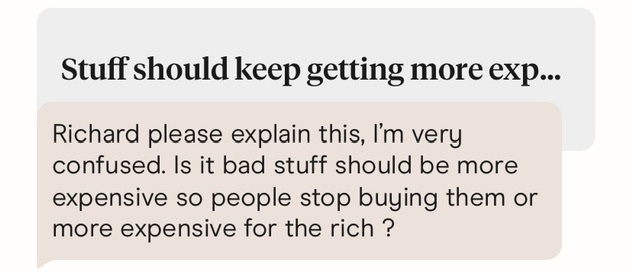 Stuff should keep getting more exp...
Richard please explain this, I'm very
confused. Is it bad stuff should be more
expensive so people stop buying them or
more expensive for the rich ?